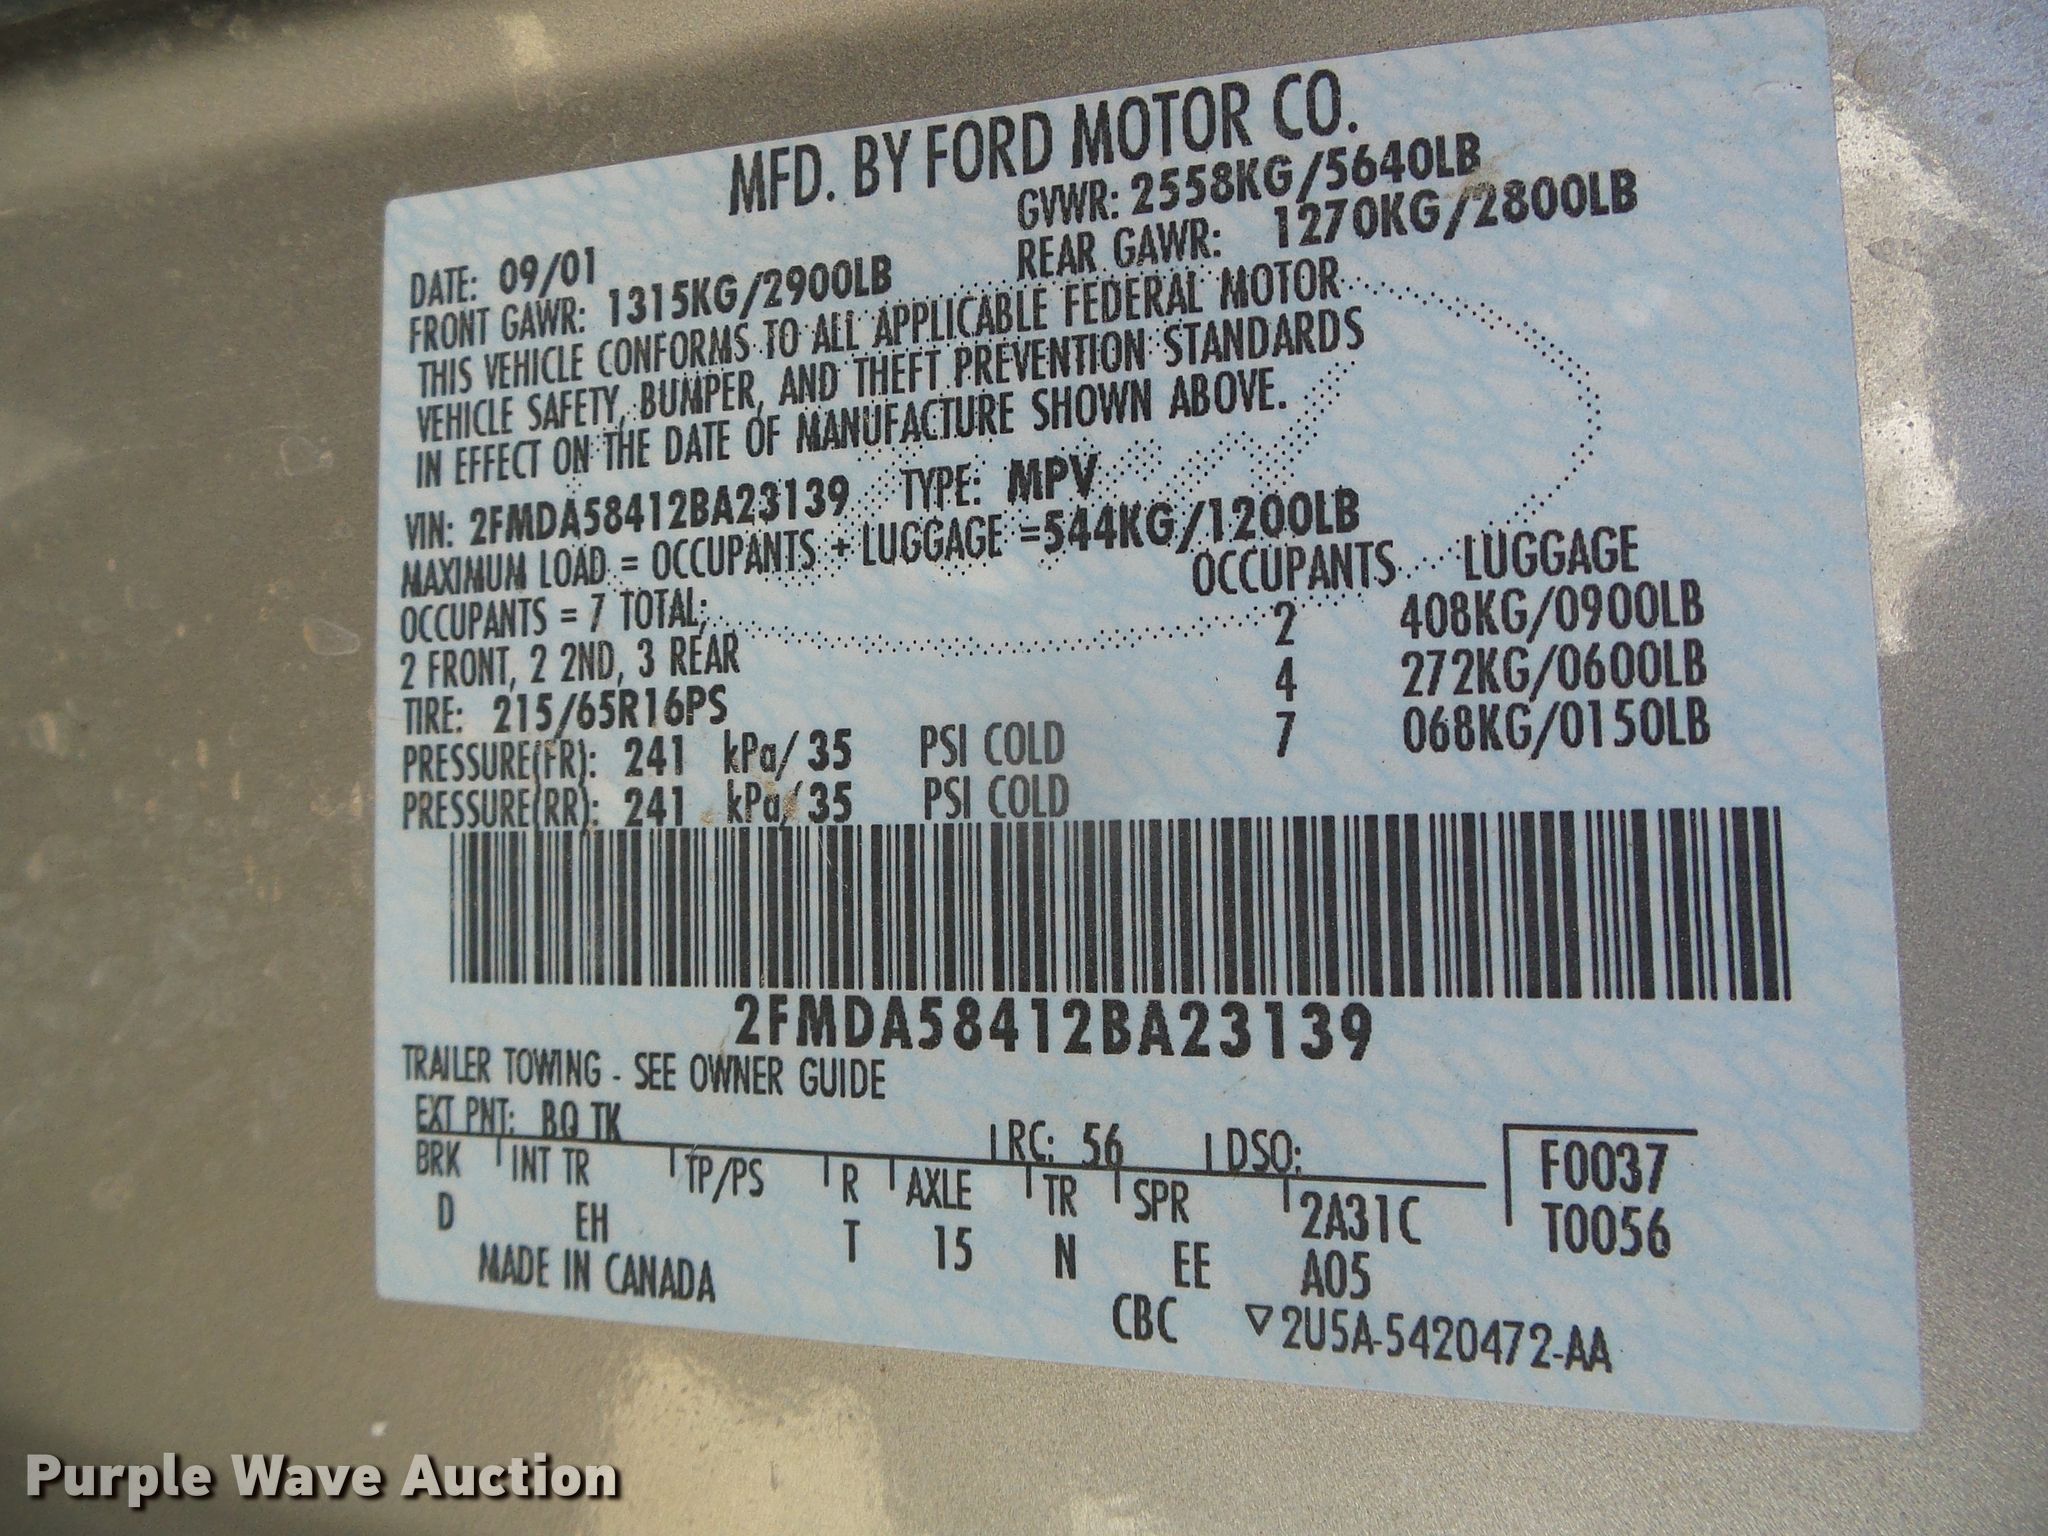 MFD. BY FORD MOTOR CO.
DATE: 09/01 GVWR: 2558KG/5640LB
FRONT GAWR: 1315KG/2900LB REAR GAWR: 1270KG/2800LB
THIS VEHICLE CONFORMS TO ALL APPLICABLE FEDERAL MOTOR
VEHICLE SAFETY, BUMPER, AND THEFT PREVENTION STANDARDS
IN EFFECT ON THE DATE OF MANUFACTURE SHOWN ABOVE.
VIN: 2FMDA58412BA23139 TYPE: MPV
MAXIMUM LOAD = OCCUPANTS + LUGGAGE =544KG/1200LB
OCCUPANTS = 7 TOTAL; OCCUPANTS LUGGAGE
2 FRONT, 2 2ND, 3 REAR 2 408KG/0900LB
TIRE: 215/65R16PS 4 272KG/0600LB
PRESSURE(FR): 241 kPa/ 35 PSI COLD 7 068KG/0150LB
PRESSURE(RR): 241 kPa/ 35 PSI COLD
2FMDA58412BA23139
TRAILER TOWING - SEE OWNER GUIDE
EXT PNT: BQ TK RC: 56 DSO: F0037
BRK INT TR TP/PS R AXLE TR SPR 2A31C T0056
D EH T 15 N EE A05
MADE IN CANADA CBC ▽2U5A-5420472-AA
Purple Wave Auction